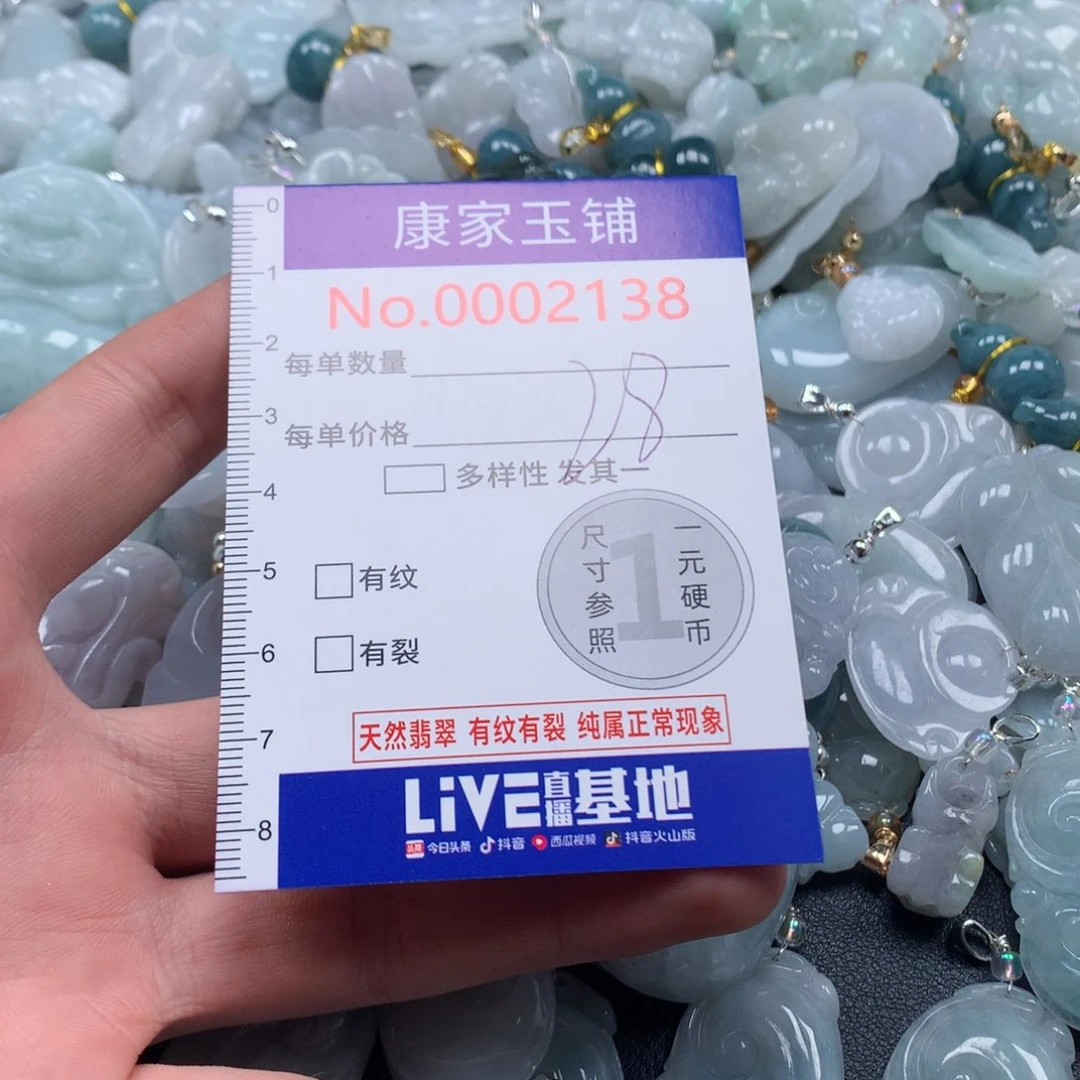 康家玉铺
No.0002138
0
1
2
3
4
5
6
7
8
每单数量
每单价格
多样性 发其一
有纹
有裂
尺寸参照
1
一元硬币
天然翡翠 有纹有裂 纯属正常现象
LiVE直播基地
头条 今日头条 抖音 西瓜视频 抖音火山版